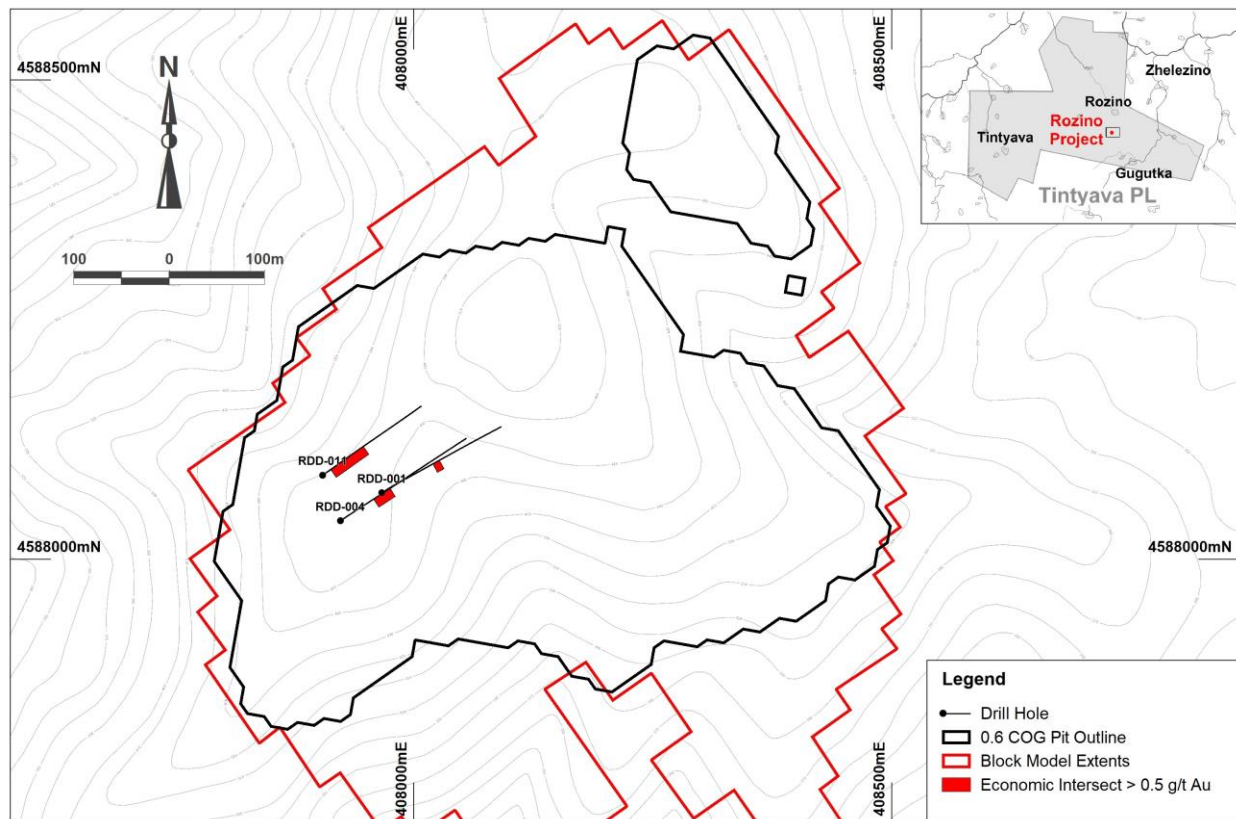 4588500mN
408000mE
408500mE
N
100 0 100m
Zhelezino
Rozino
Rozino
Project
Tintyava
Gugutka
Tintyava PL
RDD-011
RDD-001
RDD-004
4588000mN
4588000mN
408000mE
408500mE
Legend
Drill Hole
0.6 COG Pit Outline
Block Model Extents
Economic Intersect > 0.5 g/t Au